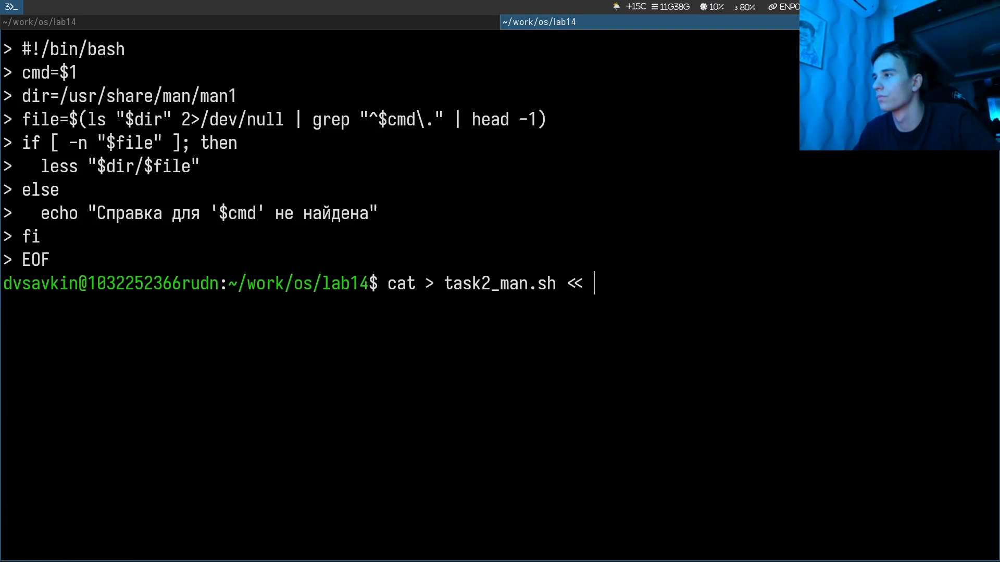 3>_
+15C 11G38G 10% 3 80% ENP0
~/work/os/lab14
~/work/os/lab14
> #!/bin/bash
> cmd=$1
> dir=/usr/share/man/man1
> file=$(ls "$dir" 2>/dev/null | grep "^$cmd\." | head -1)
> if [ -n "$file" ]; then
>   less "$dir/$file"
> else
>   echo "Справка для '$cmd' не найдена"
> fi
> EOF
dvsavkin@1032252366rudn:~/work/os/lab14$ cat > task2_man.sh <<